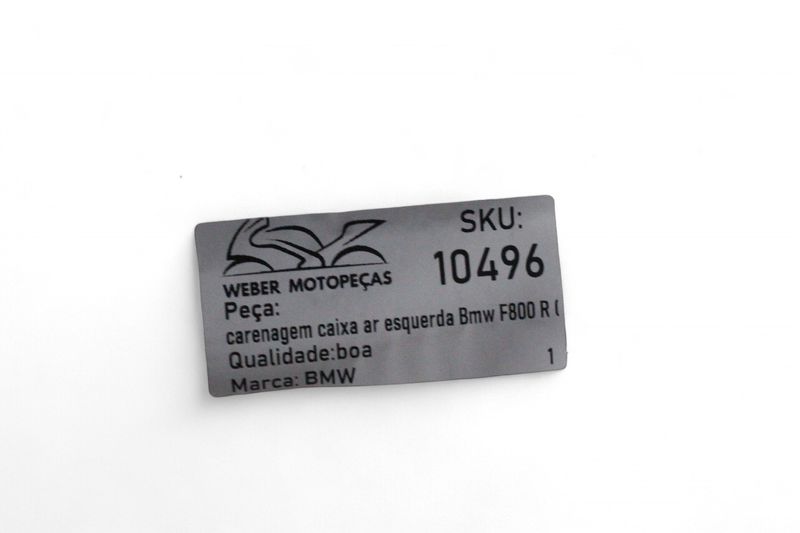 SKU:
10496
WEBER MOTOPEÇAS
Peça:
carenagem caixa ar esquerda Bmw F800 R (
Qualidade:boa
1
Marca: BMW